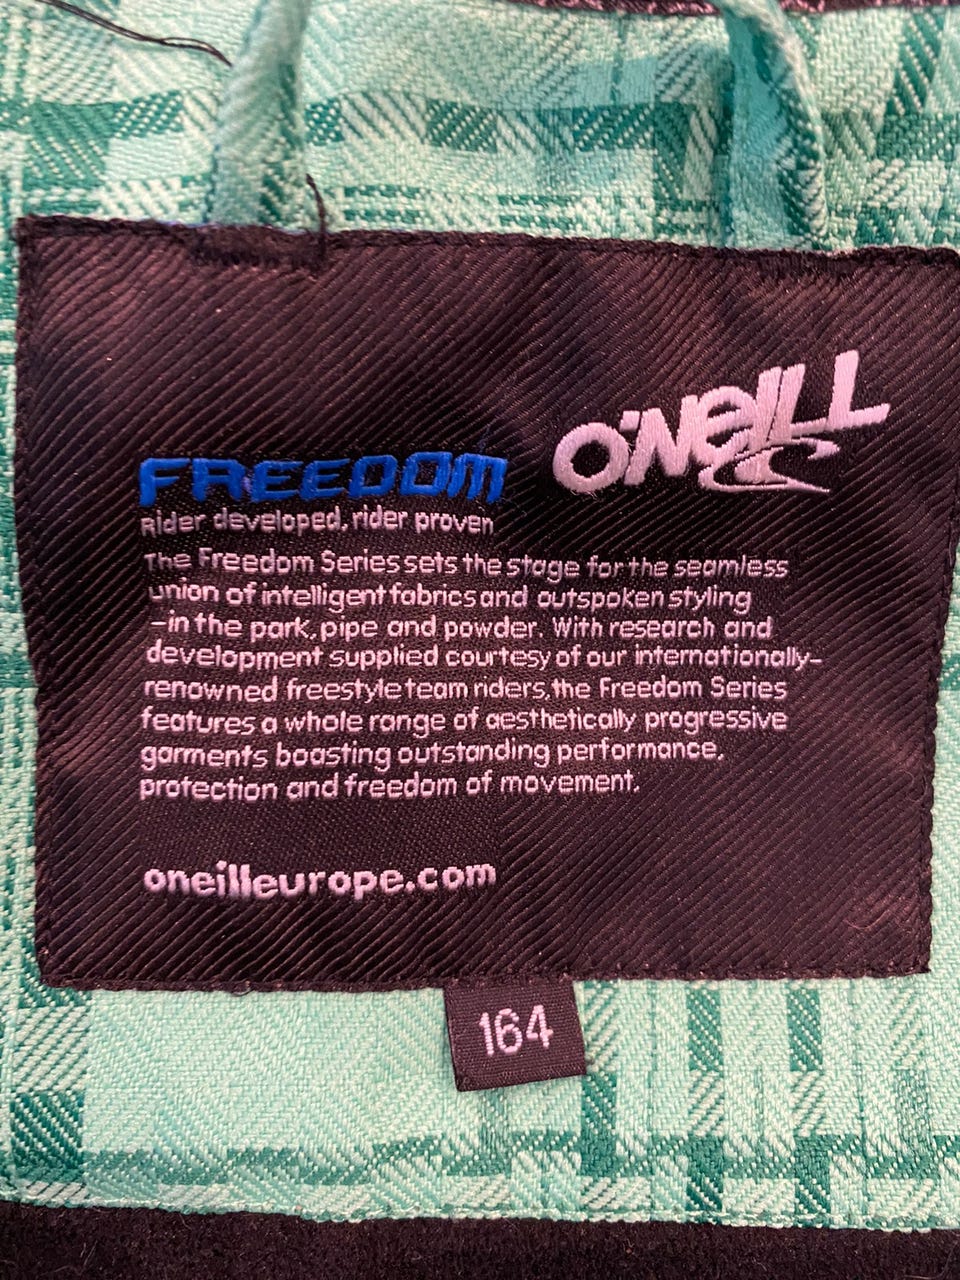 O'NEILL
FREEDOM
Rider developed, rider proven
The Freedom Series sets the stage for the seamless
union of intelligent fabrics and outspoken styling
-in the park, pipe and powder. With research and
development supplied courtesy of our internationally-
renowned freestyle team riders, the Freedom Series
features a whole range of aesthetically progressive
garments boasting outstanding performance,
protection and freedom of movement.
oneilleurope.com
164